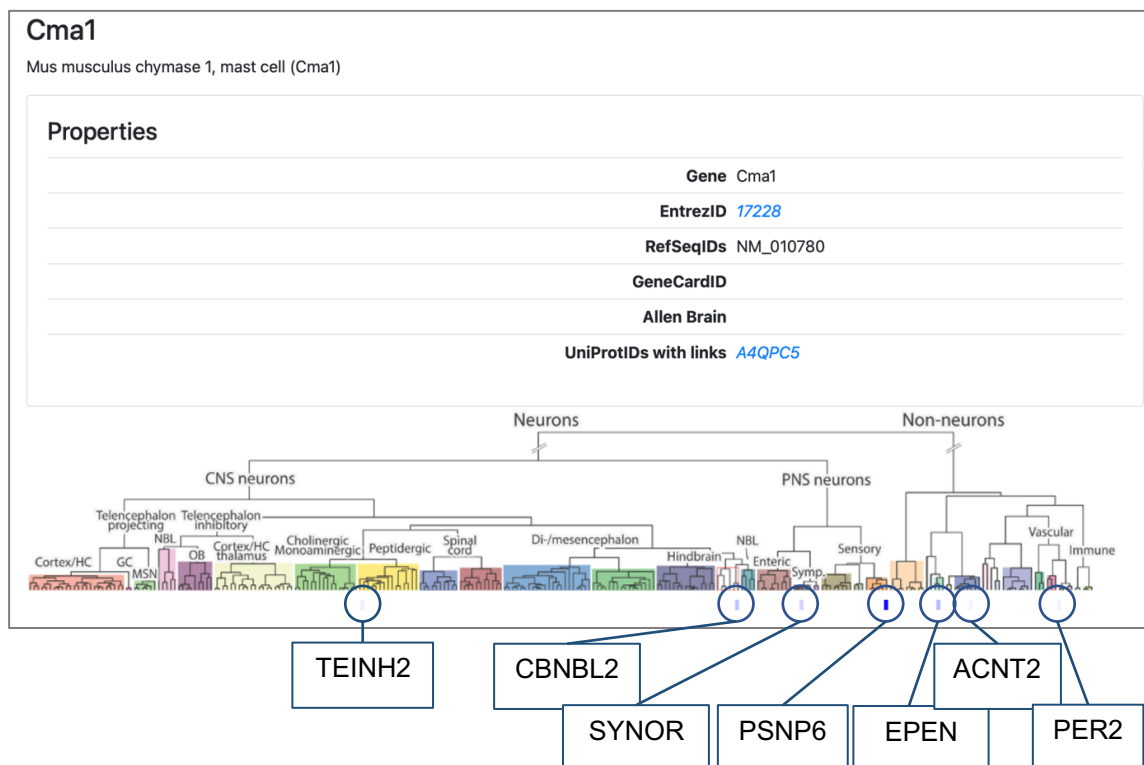 Cma1
Mus musculus chymase 1, mast cell (Cma1)
Properties
Gene Cma1
EntrezID 17228
RefSeqIDs NM_010780
GeneCardID
Allen Brain
UniProtIDs with links A4QPC5
Neurons
Non-neurons
CNS neurons
PNS neurons
Telencephalon
projecting
Telencephalon
inhibitory
NBL
Cortex/HC
GC
MSN
OB
Cortex/HC
thalamus
Cholinergic
Monoaminergic
Peptidergic
Spinal
cord
Di-/mesencephalon
Hindbrain
NBL
Enteric
Symp.
Sensory
Vascular
Immune
TEINH2
CBNBL2
ACNT2
SYNOR
PSNP6
EPEN
PER2